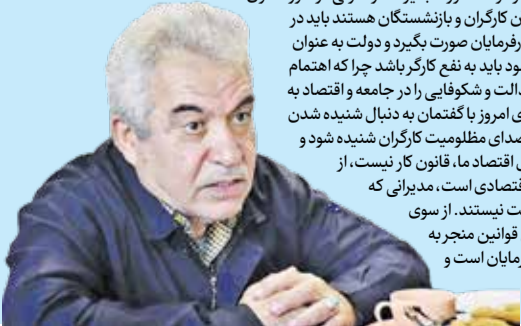 ن کارگران و بازنشستگان هستند باید در
رفرمایان صورت بگیرد و دولت به عنوان
ود باید به نفع کارگر باشد چرا که اهتمام
دالت و شکوفایی را در جامعه و اقتصاد به
ی امروز با گفتمان به دنبال شنیده شدن
صدای مظلومیت کارگران شنیده شود و
ل اقتصاد ما، قانون کار نیست، از
قتصادی است، مدیرانی که
ت نیستند. از سوی
قوانین منجر به
رمایان است و